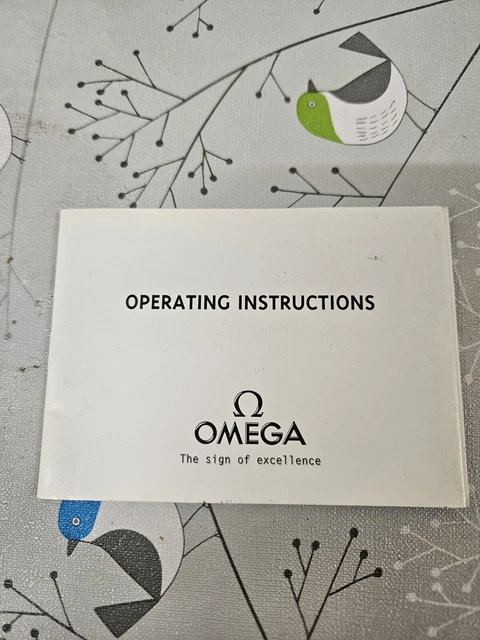 OPERATING INSTRUCTIONS
Ω
OMEGA
The sign of excellence